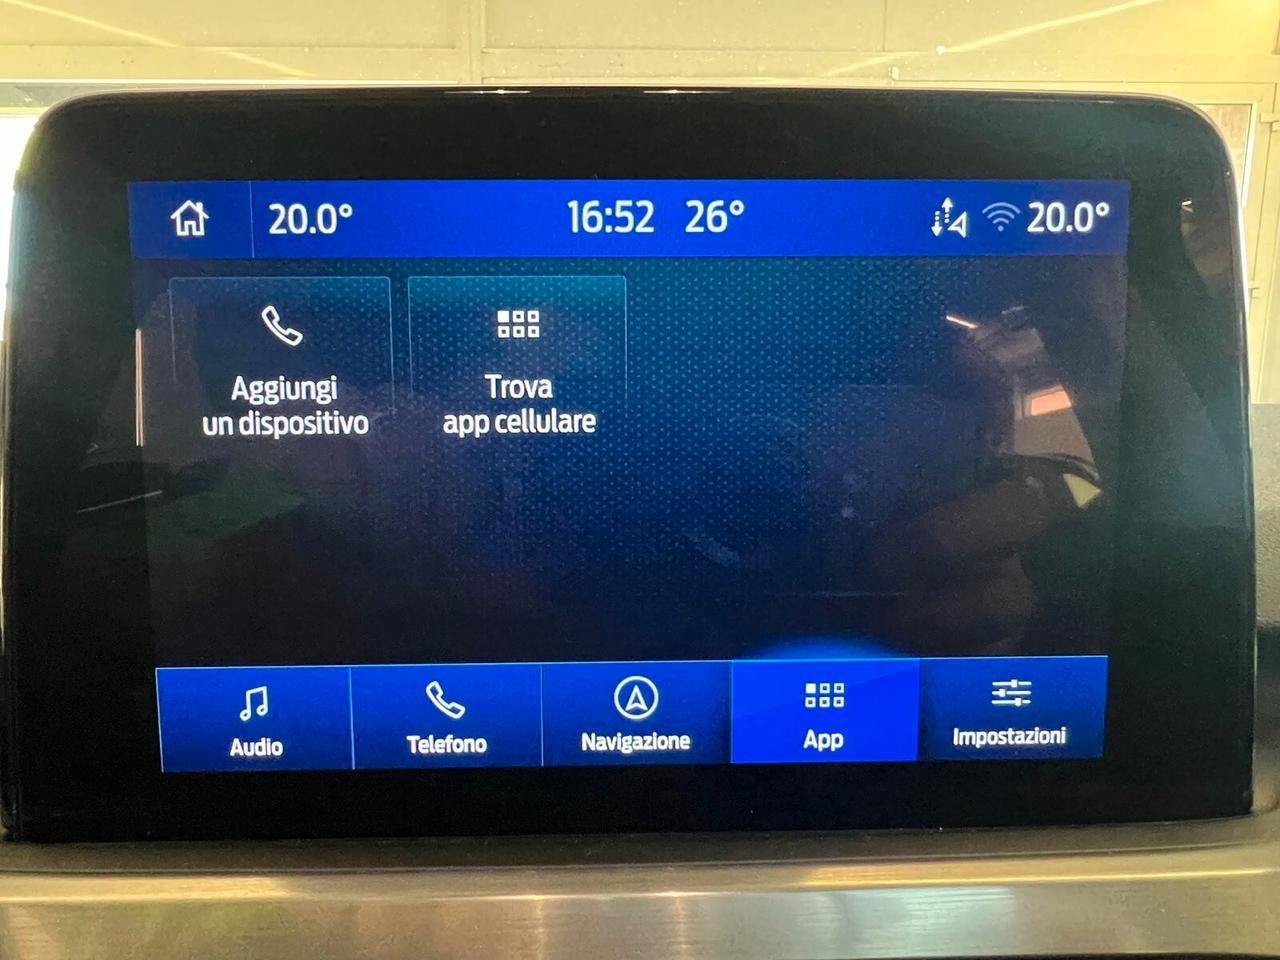 20.0° 16:52 26° 20.0°
Aggiungi
un dispositivo
Trova
app cellulare
Audio
Telefono
Navigazione
App
Impostazioni